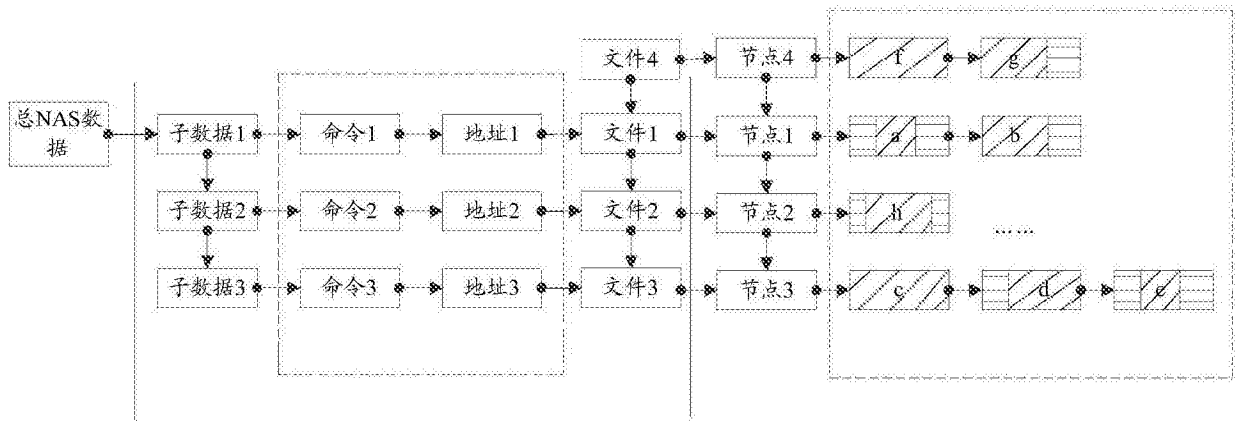 文件4 节点4 f g
总NAS数
据
子数据1 命令1 地址1 文件1 节点1 a b
子数据2 命令2 地址2 文件2 节点2 h
……
子数据3 命令3 地址3 文件3 节点3 c d e